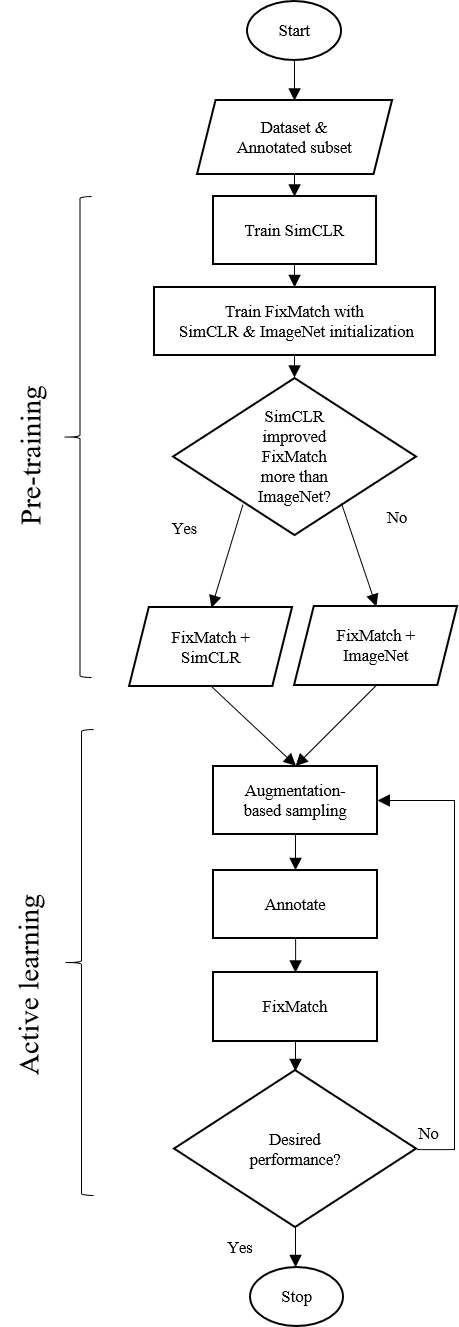 Start
Dataset &
Annotated subset
Train SimCLR
Train FixMatch with
SimCLR & ImageNet initialization
Pre-training
SimCLR
improved
FixMatch
more than
ImageNet?
Yes
No
FixMatch +
SimCLR
FixMatch +
ImageNet
Active learning
Augmentation-
based sampling
Annotate
FixMatch
Desired
performance?
No
Yes
Stop